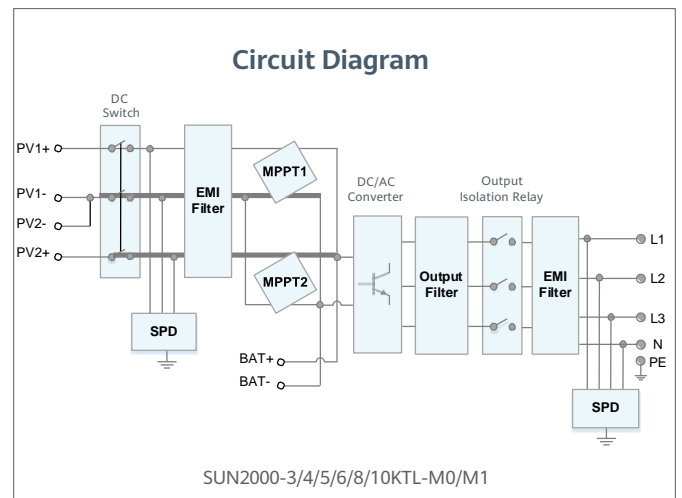 Circuit Diagram
DC
Switch
PV1+
PV1-
PV2-
PV2+
EMI
Filter
MPPT1
MPPT2
SPD
BAT+
BAT-
DC/AC
Converter
Output
Filter
Output
Isolation Relay
EMI
Filter
L1
L2
L3
N
PE
SPD
SUN2000-3/4/5/6/8/10KTL-M0/M1